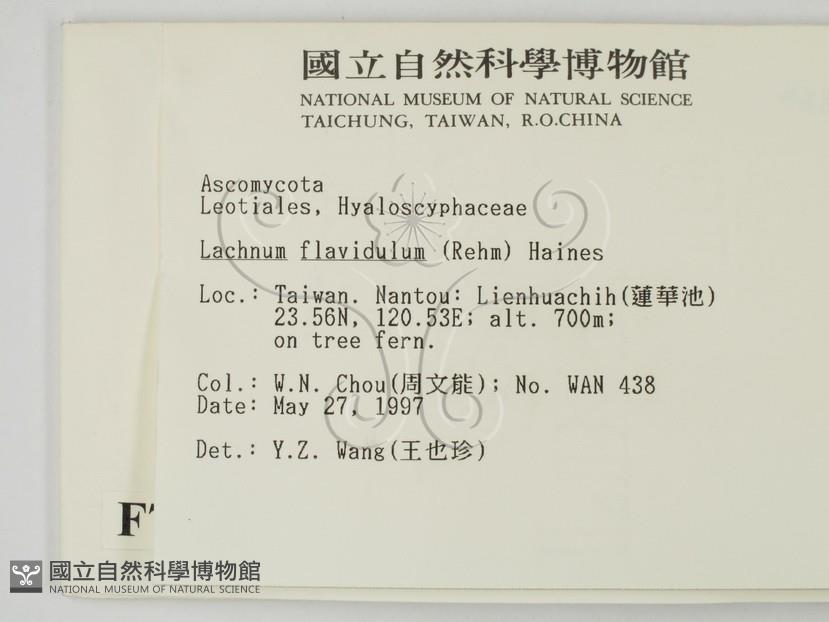 國立自然科學博物館
NATIONAL MUSEUM OF NATURAL SCIENCE
TAICHUNG, TAIWAN, R.O.CHINA
Ascomycota
Leotiales, Hyaloscyphaceae
Lachnum flavidulum (Rehm) Haines
Loc.: Taiwan. Nantou: Lienhuachih(蓮華池)
23.56N, 120.53E; alt. 700m;
on tree fern.
Col.: W.N. Chou(周文能); No. WAN 438
Date: May 27, 1997
Det.: Y.Z. Wang(王也珍)
國立自然科學博物館
NATIONAL MUSEUM OF NATURAL SCIENCE